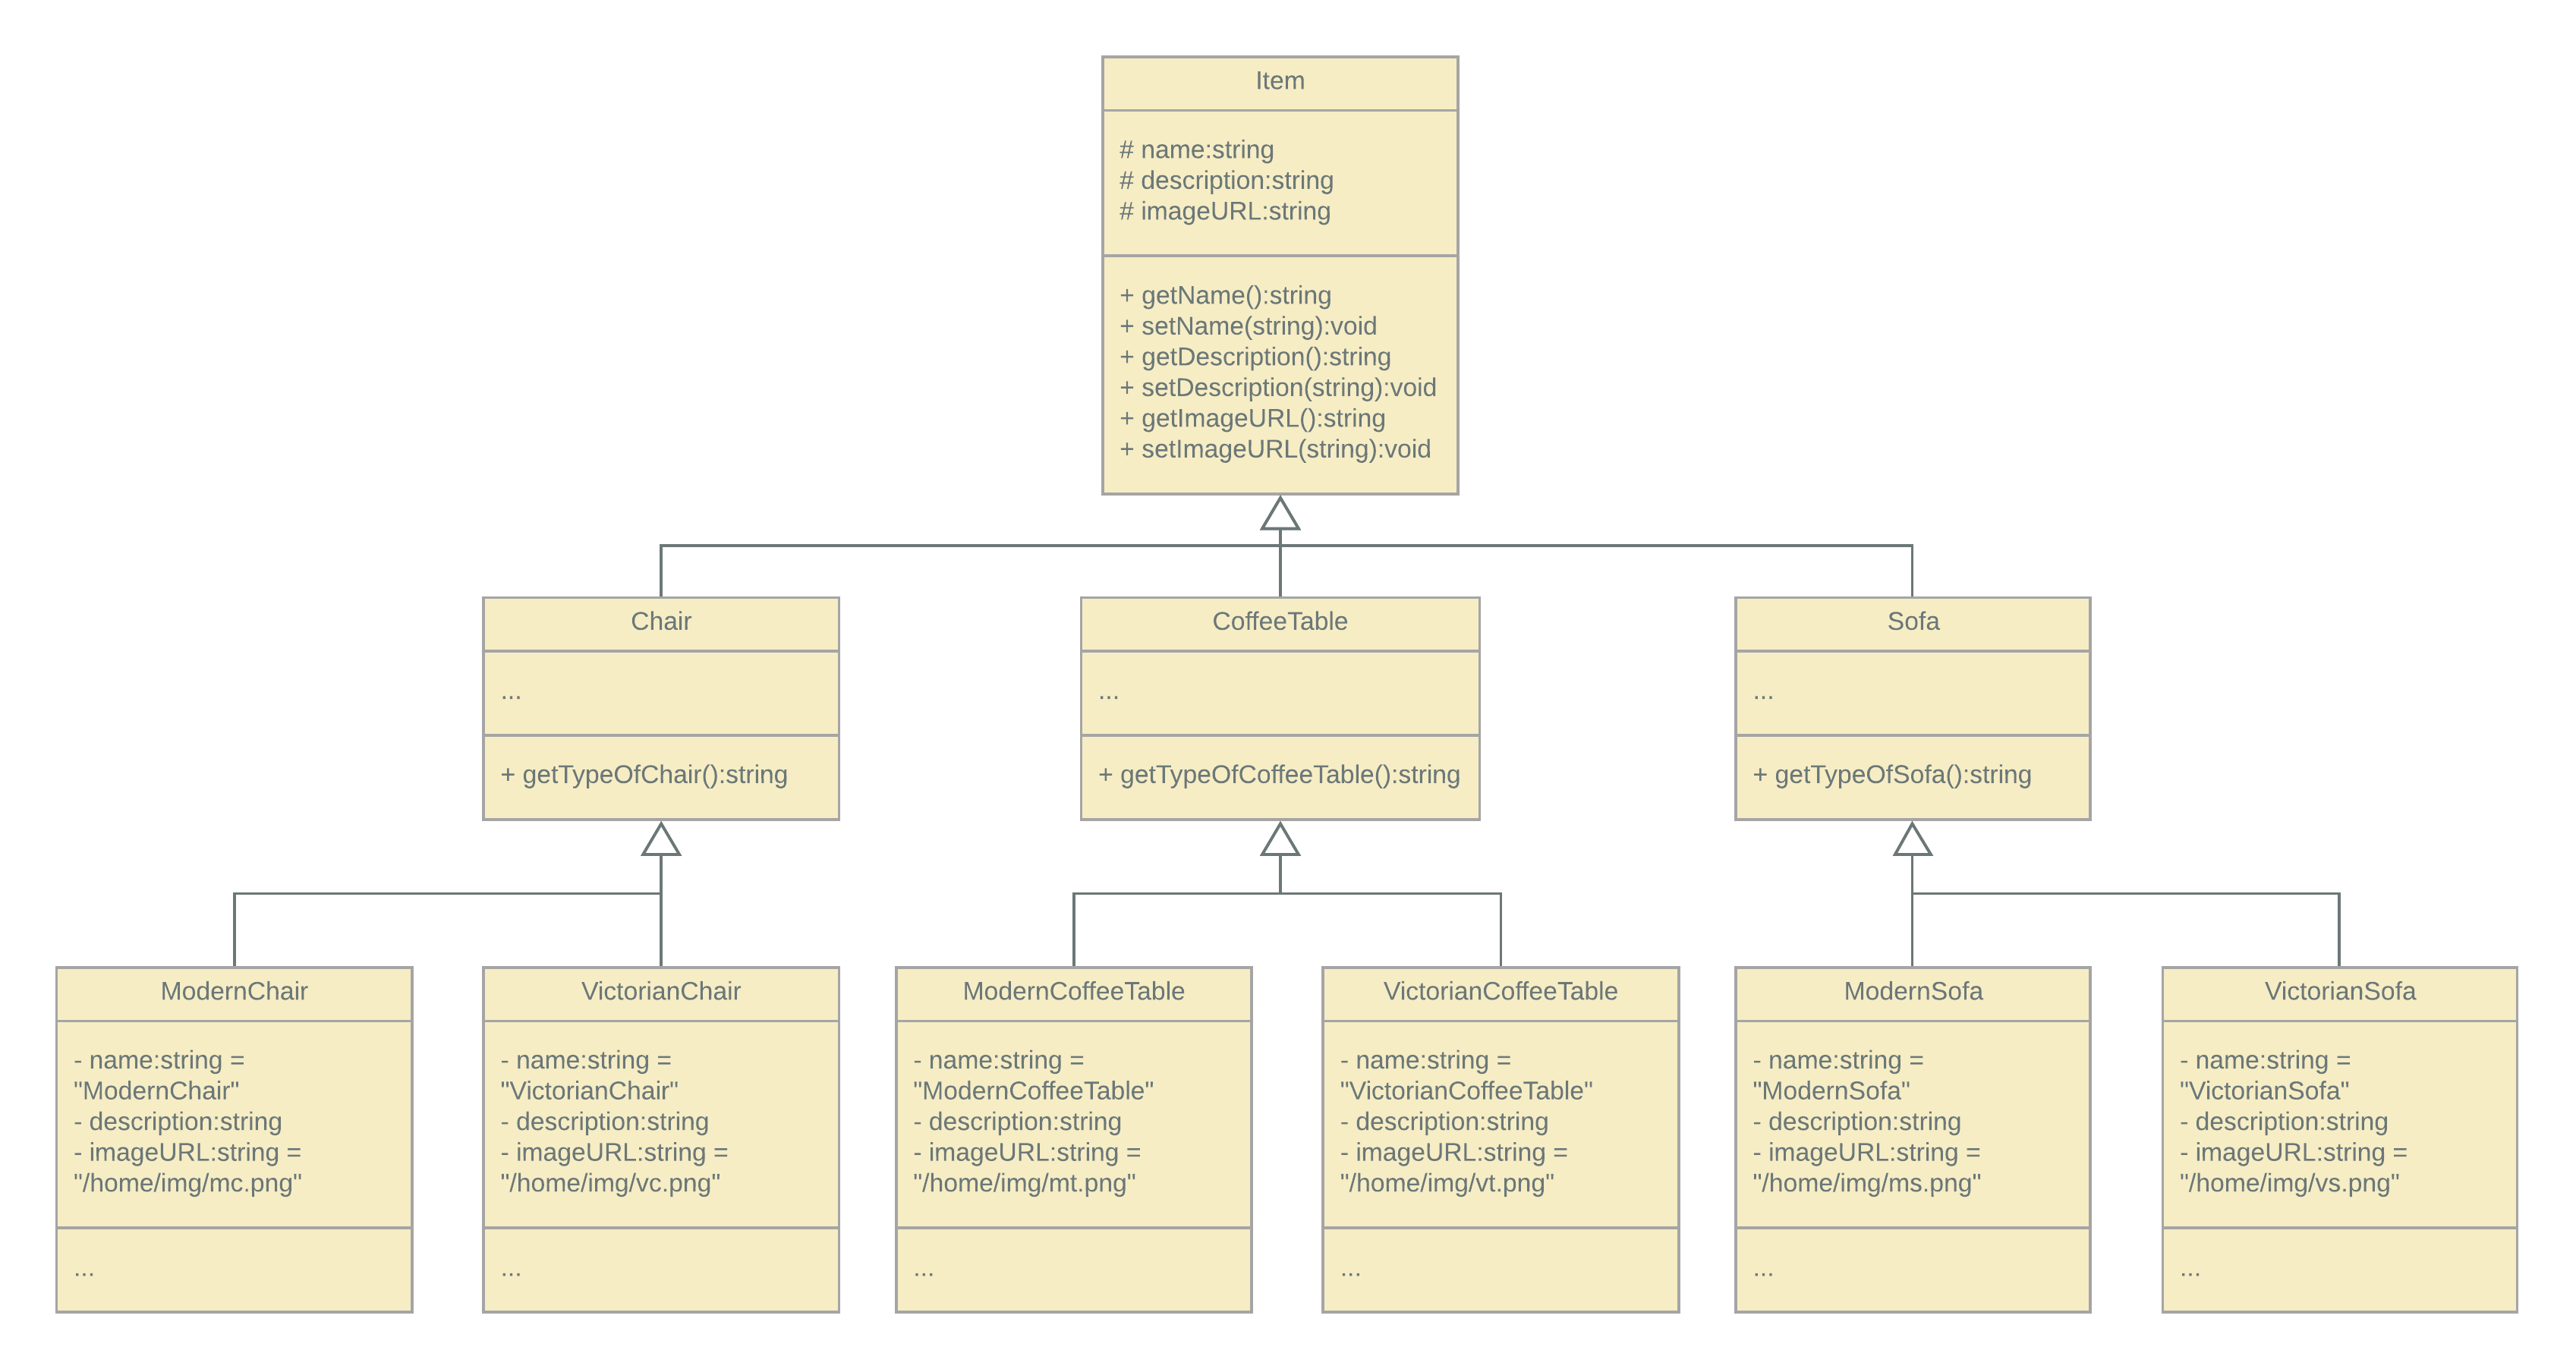 Item
# name:string
# description:string
# imageURL:string
+ getName():string
+ setName(string):void
+ getDescription():string
+ setDescription(string):void
+ getImageURL():string
+ setImageURL(string):void
Chair
...
+ getTypeOfChair():string
CoffeeTable
...
+ getTypeOfCoffeeTable():string
Sofa
...
+ getTypeOfSofa():string
ModernChair
- name:string =
"ModernChair"
- description:string
- imageURL:string =
"/home/img/mc.png"
...
VictorianChair
- name:string =
"VictorianChair"
- description:string
- imageURL:string =
"/home/img/vc.png"
...
ModernCoffeeTable
- name:string =
"ModernCoffeeTable"
- description:string
- imageURL:string =
"/home/img/mt.png"
...
VictorianCoffeeTable
- name:string =
"VictorianCoffeeTable"
- description:string
- imageURL:string =
"/home/img/vt.png"
...
ModernSofa
- name:string =
"ModernSofa"
- description:string
- imageURL:string =
"/home/img/ms.png"
...
VictorianSofa
- name:string =
"VictorianSofa"
- description:string
- imageURL:string =
"/home/img/vs.png"
...